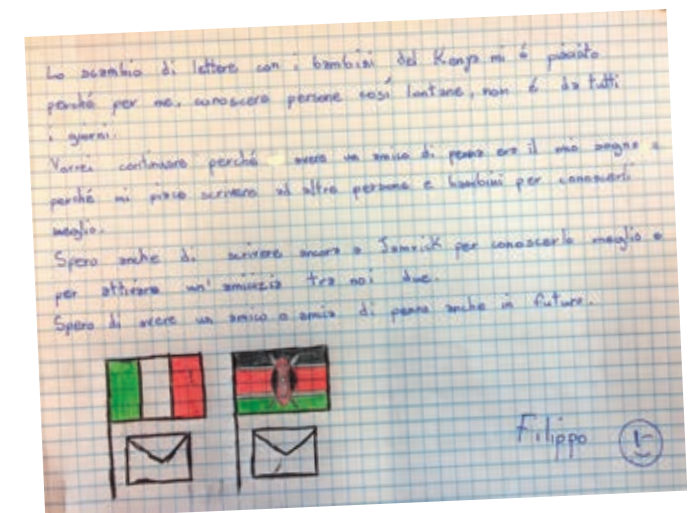 Lo scambio di lettere con i bambini del Kenya mi è piaciuto
perché per me, conoscere persone così lontane, non è da tutti
i giorni.
Vorrei continuare perché avere un amico di penna era il mio sogno e
perché mi piace scrivere ad altre persone e bambini per conoscerli
meglio.
Spero anche di scrivere ancora a Jamrick per conoscerlo meglio e
per attivare un'amicizia tra noi due.
Spero di avere un amico o amica di penna anche in futuro.
Filippo